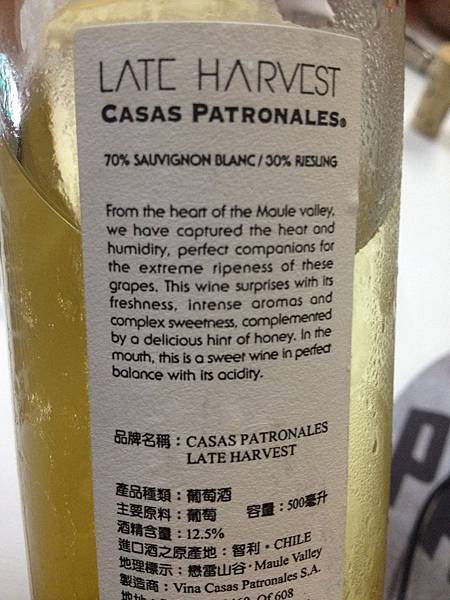 LATE HARVEST
CASAS PATRONALES®
70% SAUVIGNON BLANC / 30% RIESLING
From the heart of the Maule valley,
we have captured the heat and
humidity, perfect companions for
the extreme ripeness of these
grapes. This wine surprises with its
freshness, intense aromas and
complex sweetness, complemented
by a delicious hint of honey. In the
mouth, this is a sweet wine in perfect
balance with its acidity.
品牌名稱：CASAS PATRONALES
LATE HARVEST
產品種類：葡萄酒
主要原料：葡萄 容量：500毫升
酒精含量：12.5%
進口酒之原產地：智利・CHILE
地理標示：懋雷山谷・Maule Valley
製造商：Vina Casas Patronales S.A.
Of 608